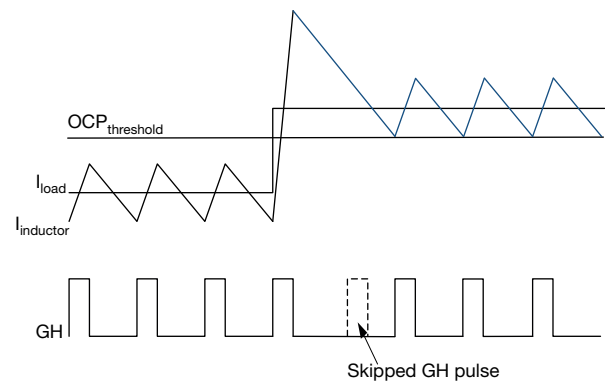 OCPthreshold
Iload
Iinductor
GH
Skipped GH pulse